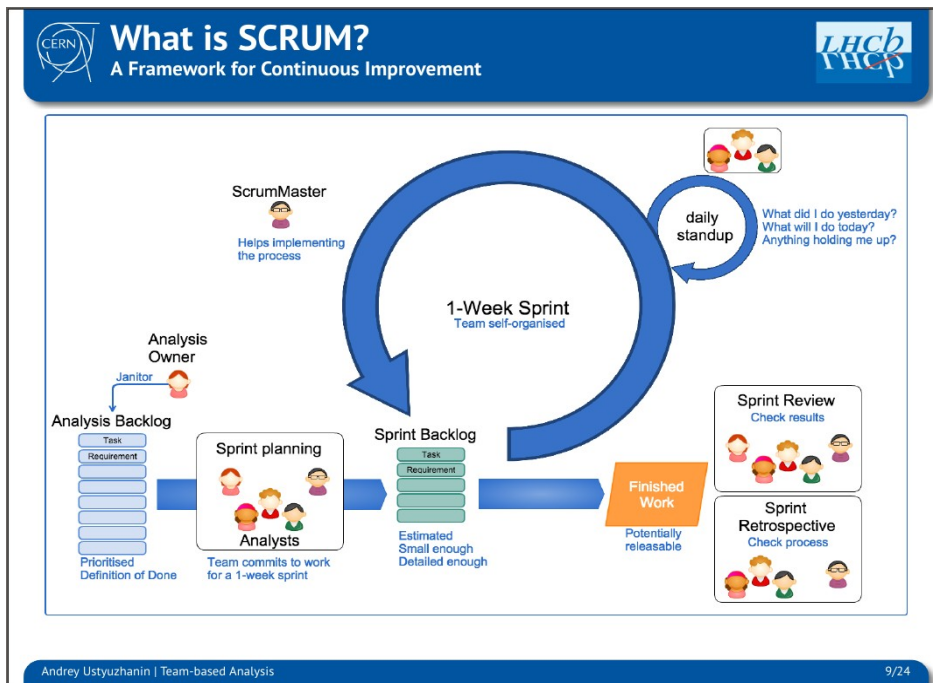 CERN
What is SCRUM?
A Framework for Continuous Improvement
LHCb
LHCb
ScrumMaster
Helps implementing
the process
daily
standup
What did I do yesterday?
What will I do today?
Anything holding me up?
1-Week Sprint
Team self-organised
Analysis
Owner
Janitor
Analysis Backlog
Task
Requirement
Prioritised
Definition of Done
Sprint planning
Analysts
Team commits to work
for a 1-week sprint
Sprint Backlog
Task
Requirement
Estimated
Small enough
Detailed enough
Finished
Work
Potentially
releasable
Sprint Review
Check results
Sprint
Retrospective
Check process
Andrey Ustyuzhanin | Team-based Analysis
9/24